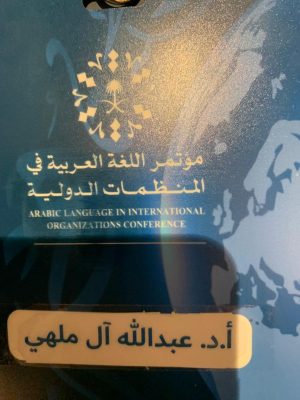 مؤتمر اللغة العربية في
المنظمات الدولية
ARABIC LANGUAGE IN INTERNATIONAL
ORGANIZATIONS CONFERENCE
أ.د. عبدالله آل ملهي